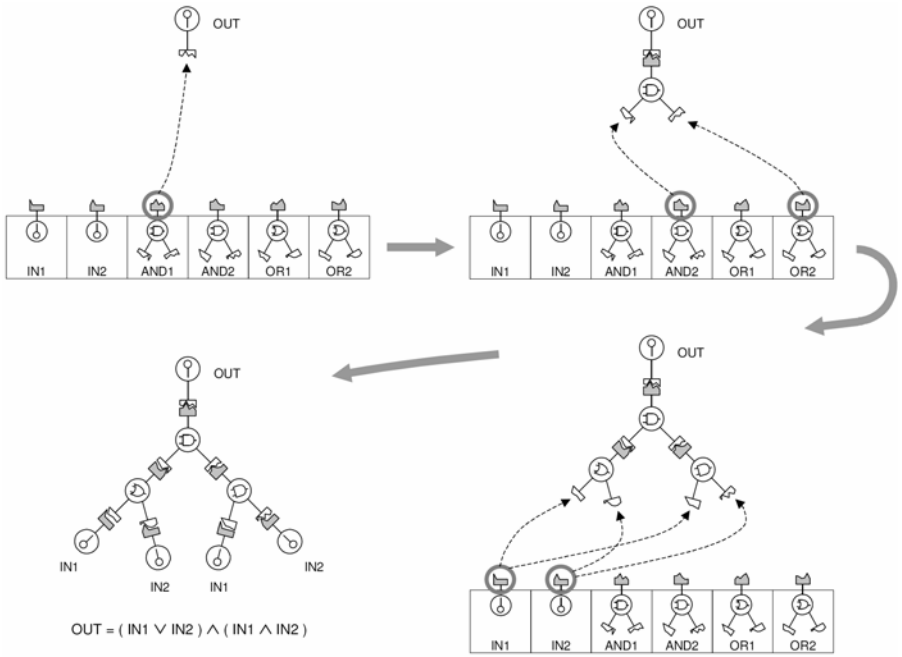 OUT
IN1 IN2 AND1 AND2 OR1 OR2
OUT
IN1 IN2 AND1 AND2 OR1 OR2
OUT
IN1 IN2 IN1 IN2
OUT = ( IN1 ∨ IN2 ) ∧ ( IN1 ∧ IN2 )
OUT
IN1 IN2 AND1 AND2 OR1 OR2